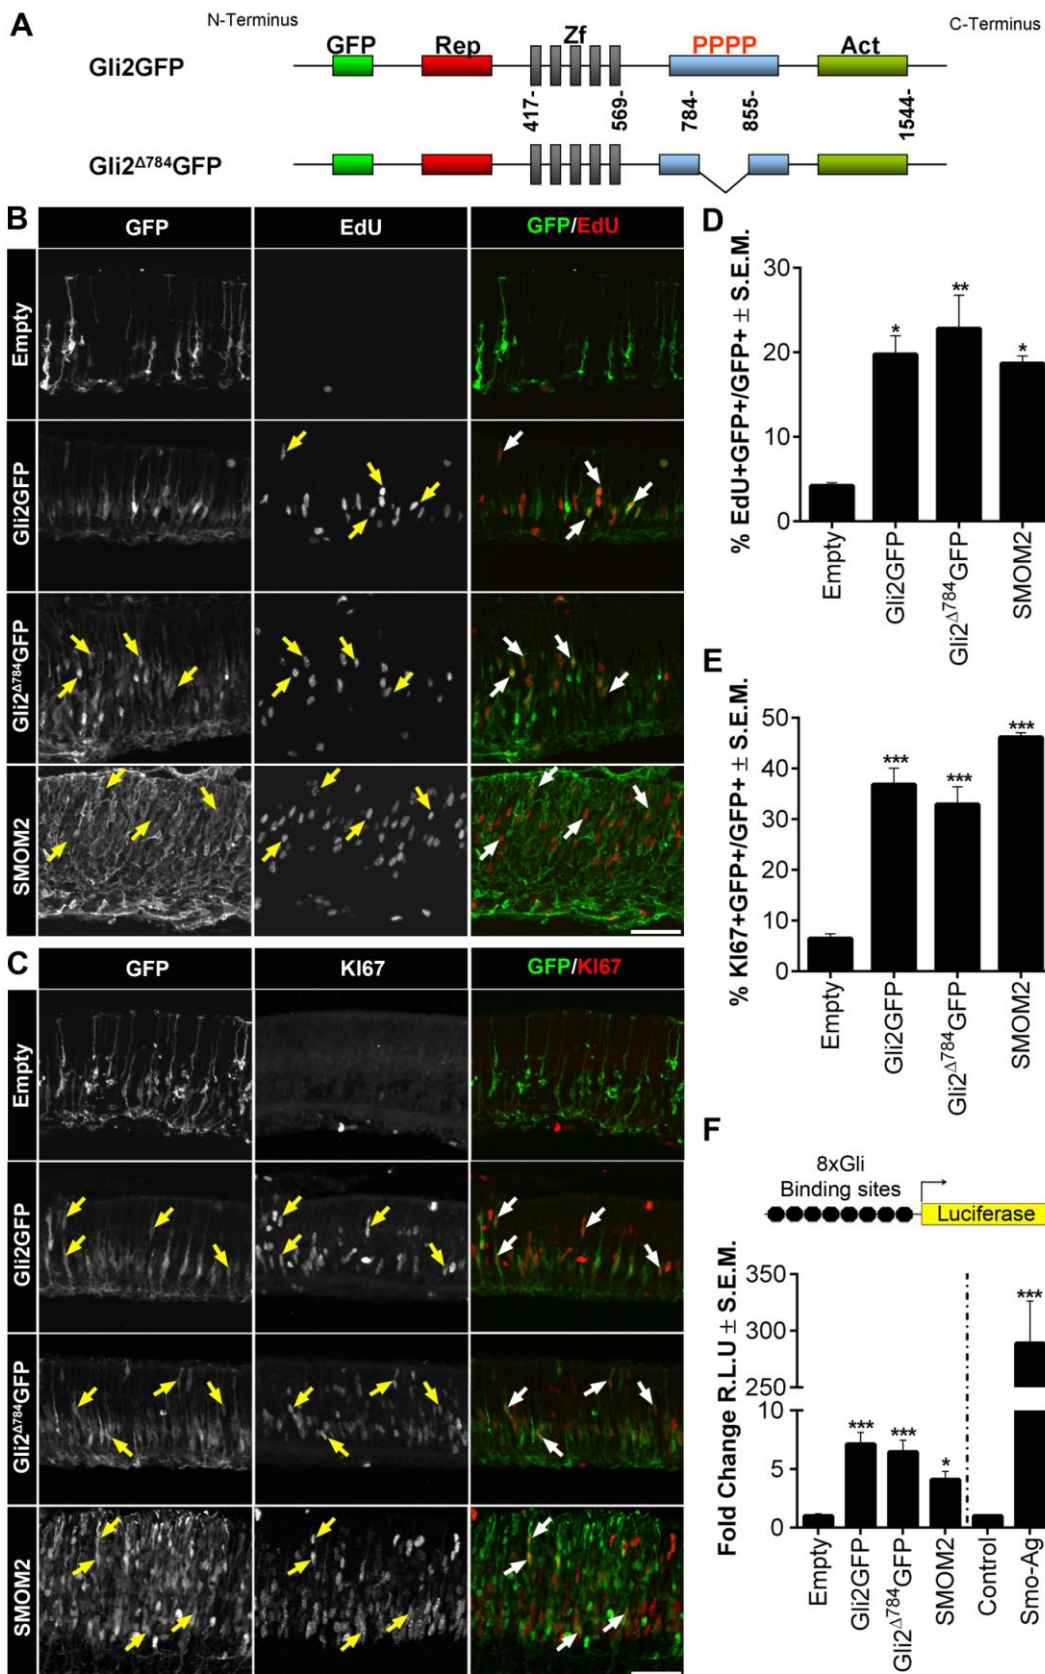 A
N-Terminus
C-Terminus
GFP
Rep
Zf
PPPP
Act
Gli2GFP
417-
569-
784-
855-
1544-
Gli2Δ784GFP
B
GFP
EdU
GFP/EdU
Empty
Gli2GFP
Gli2Δ784GFP
SMOM2
C
GFP
KI67
GFP/KI67
Empty
Gli2GFP
Gli2Δ784GFP
SMOM2
D
% EdU+GFP+/GFP+ ± S.E.M.
30
20
10
0
*
**
*
Empty
Gli2GFP
Gli2Δ784GFP
SMOM2
E
% KI67+GFP+/GFP+ ± S.E.M.
50
40
30
20
10
0
***
***
***
Empty
Gli2GFP
Gli2Δ784GFP
SMOM2
F
8xGli
Binding sites
Luciferase
Fold Change R.L.U ± S.E.M.
350
300
250
10
5
0
***
***
*
***
Empty
Gli2GFP
Gli2Δ784GFP
SMOM2
Control
Smo-Ag